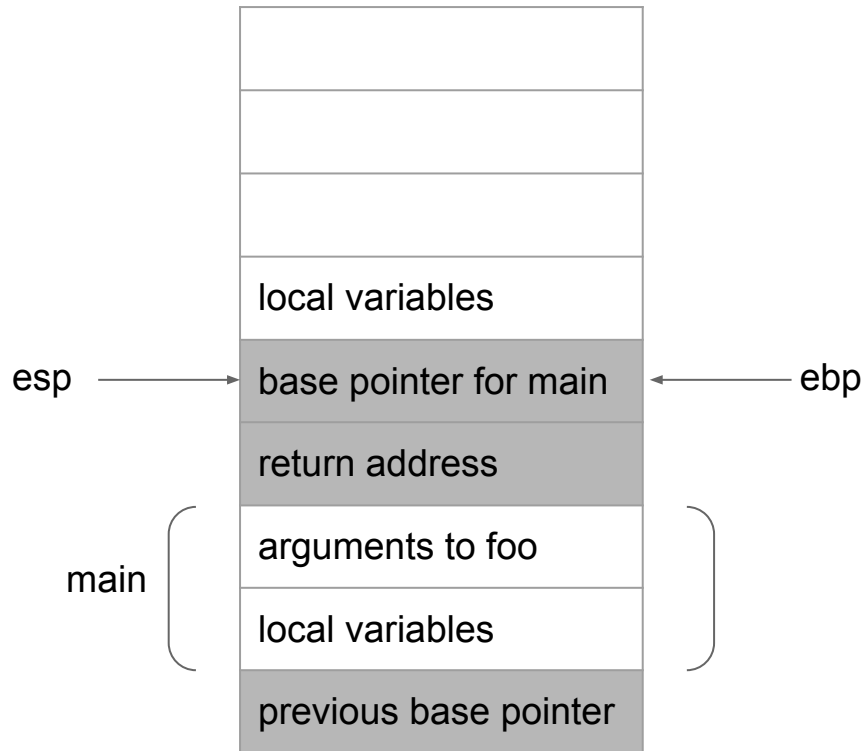 local variables
esp
base pointer for main
ebp
return address
arguments to foo
main
local variables
previous base pointer